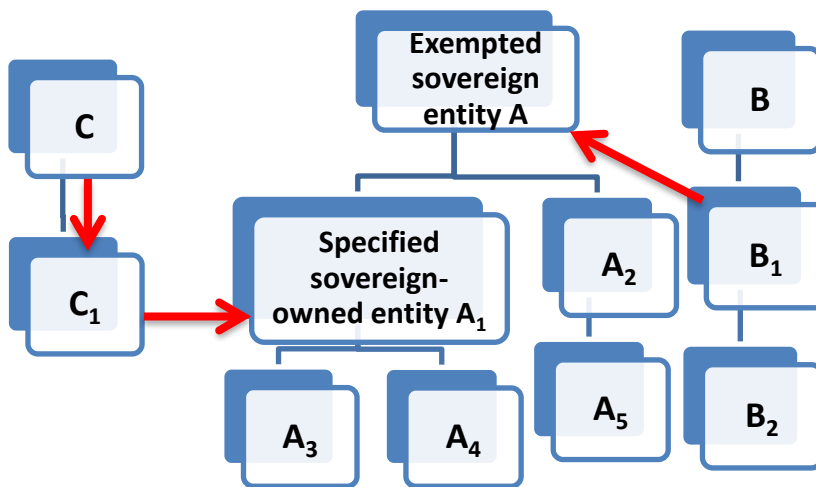 Exempted
sovereign
entity A
B
C
Specified
sovereign-
owned entity A₁
A₂
B₁
C₁
A₃
A₄
A₅
B₂